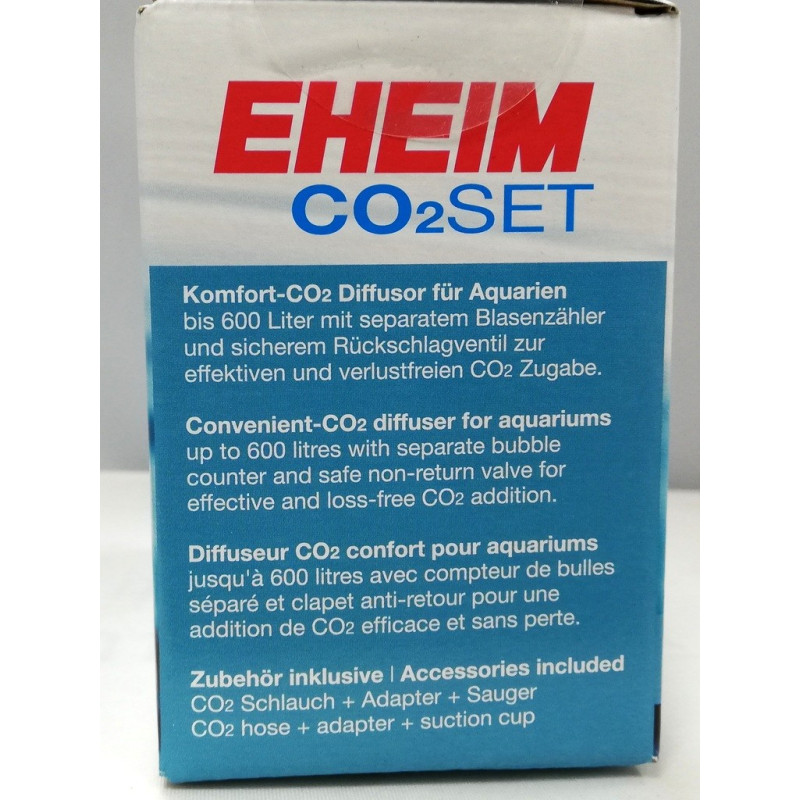 EHEIM
CO2SET
Komfort-CO2 Diffusor für Aquarien
bis 600 Liter mit separatem Blasenzähler
und sicherem Rückschlagventil zur
effektiven und verlustfreien CO2 Zugabe.
Convenient-CO2 diffuser for aquariums
up to 600 litres with separate bubble
counter and safe non-return valve for
effective and loss-free CO2 addition.
Diffuseur CO2 confort pour aquariums
jusqu'à 600 litres avec compteur de bulles
séparé et clapet anti-retour pour une
addition de CO2 efficace et sans perte.
Zubehör inklusive | Accessories included
CO2 Schlauch + Adapter + Sauger
CO2 hose + adapter + suction cup